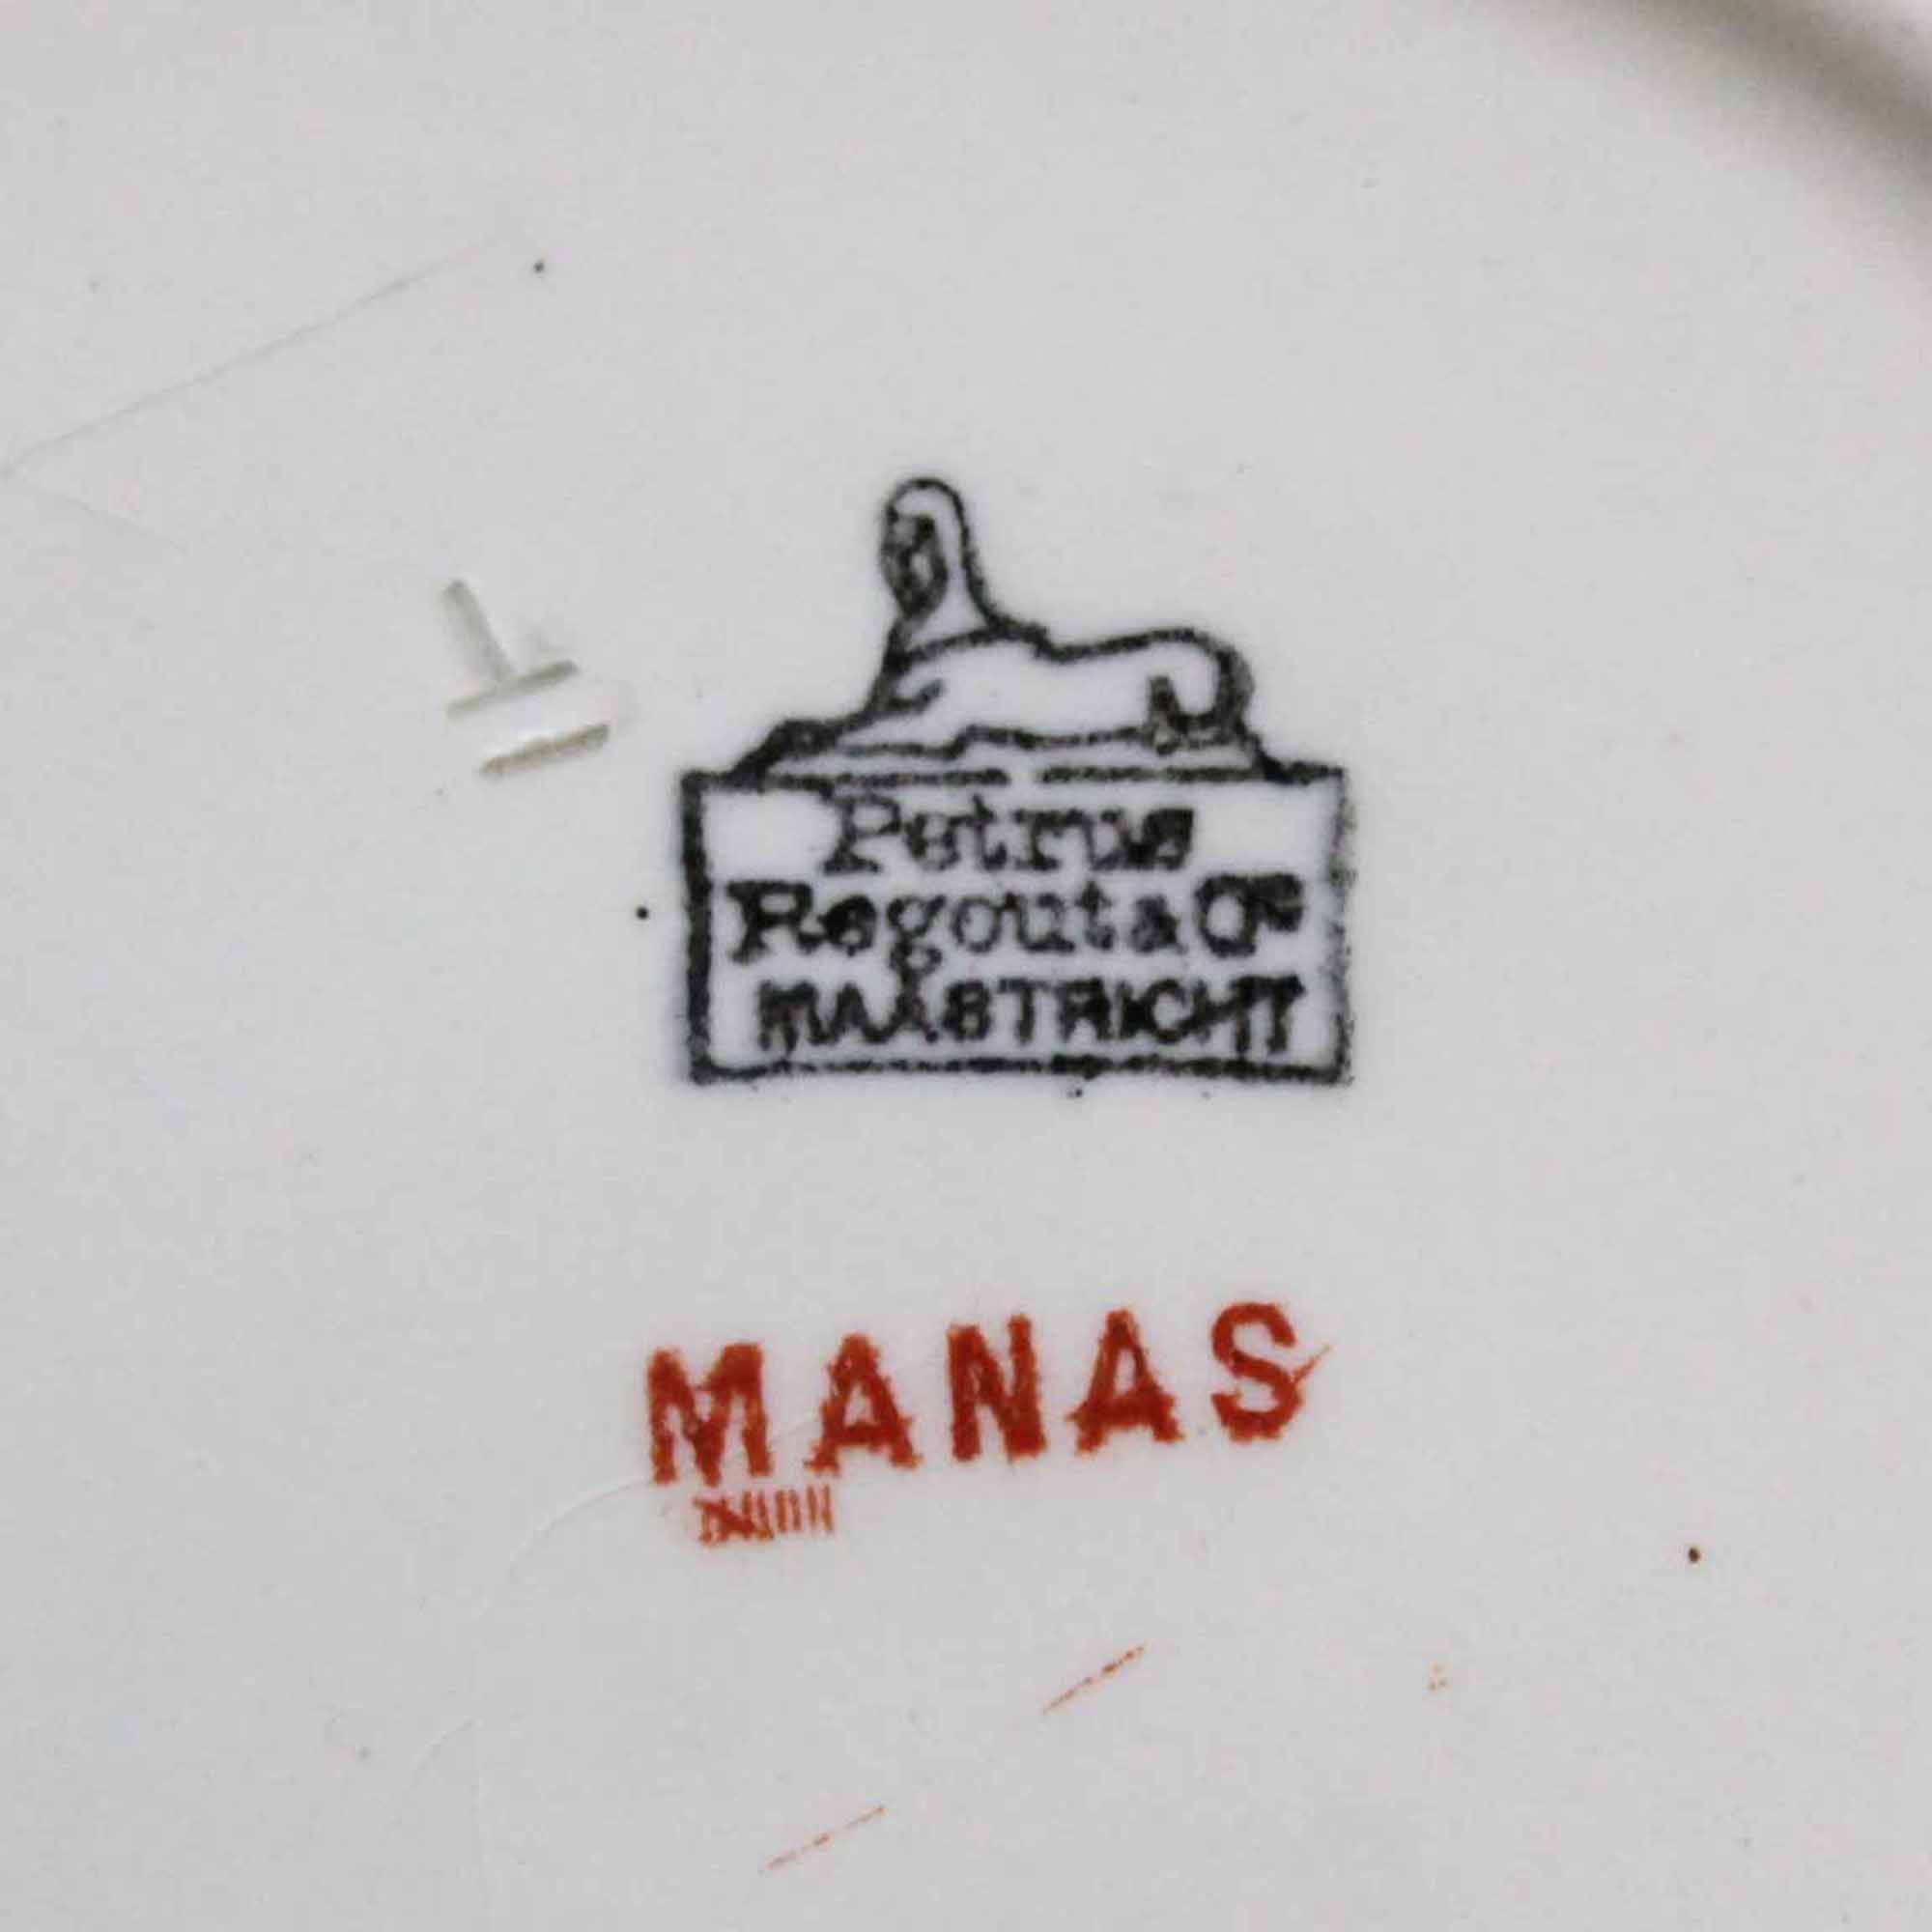 Petrus
Regout & Co
MAASTRICHT
MANAS